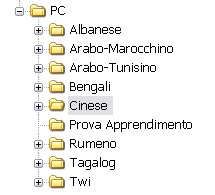 PC
Albanese
Arabo-Marocchino
Arabo-Tunisino
Bengali
Cinese
Prova Apprendimento
Rumeno
Tagalog
Twi